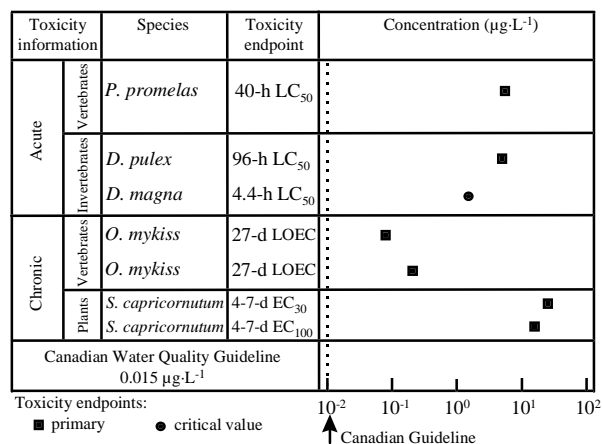 Toxicity information Species Toxicity endpoint Concentration (µg·L⁻¹)
Acute
Vertebrates
P. promelas 40-h LC₅₀
Invertebrates
D. pulex 96-h LC₅₀
D. magna 4.4-h LC₅₀
Chronic
Vertebrates
O. mykiss 27-d LOEC
O. mykiss 27-d LOEC
Plants
S. capricornutum 4-7-d EC₃₀
S. capricornutum 4-7-d EC₁₀₀
Canadian Water Quality Guideline
0.015 µg·L⁻¹
Toxicity endpoints:
primary critical value
10⁻² 10⁻¹ 10⁰ 10¹ 10²
Canadian Guideline